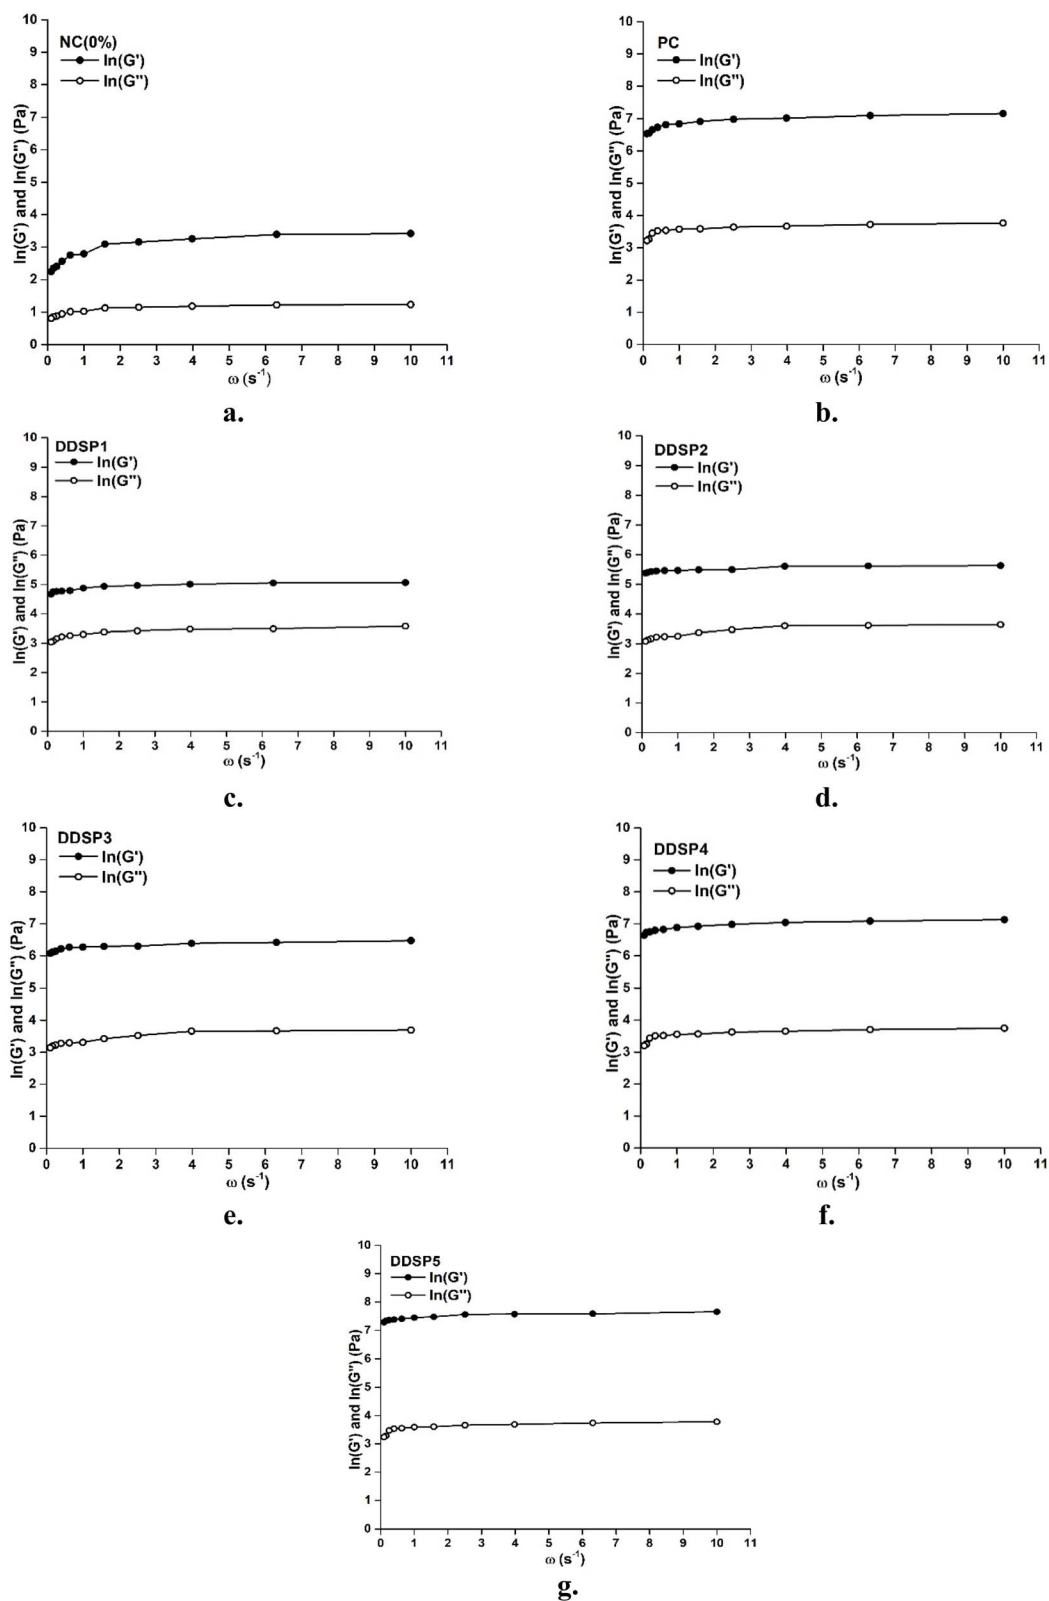 NC(0%)
ln(G')
ln(G'')
ln(G') and ln(G'') (Pa)
10
9
8
7
6
5
4
3
2
1
0
0 1 2 3 4 5 6 7 8 9 10 11
ω (s⁻¹)
a.
PC
ln(G')
ln(G'')
ln(G') and ln(G'') (Pa)
10
9
8
7
6
5
4
3
2
1
0
0 1 2 3 4 5 6 7 8 9 10 11
ω (s⁻¹)
b.
DDSP1
ln(G')
ln(G'')
ln(G') and ln(G'') (Pa)
10
9
8
7
6
5
4
3
2
1
0
0 1 2 3 4 5 6 7 8 9 10 11
ω (s⁻¹)
c.
DDSP2
ln(G')
ln(G'')
ln(G') and ln(G'') (Pa)
10
9
8
7
6
5
4
3
2
1
0
0 1 2 3 4 5 6 7 8 9 10 11
ω (s⁻¹)
d.
DDSP3
ln(G')
ln(G'')
ln(G') and ln(G'') (Pa)
10
9
8
7
6
5
4
3
2
1
0
0 1 2 3 4 5 6 7 8 9 10 11
ω (s⁻¹)
e.
DDSP4
ln(G')
ln(G'')
ln(G') and ln(G'') (Pa)
10
9
8
7
6
5
4
3
2
1
0
0 1 2 3 4 5 6 7 8 9 10 11
ω (s⁻¹)
f.
DDSP5
ln(G')
ln(G'')
ln(G') and ln(G'') (Pa)
10
9
8
7
6
5
4
3
2
1
0
0 1 2 3 4 5 6 7 8 9 10 11
ω (s⁻¹)
g.